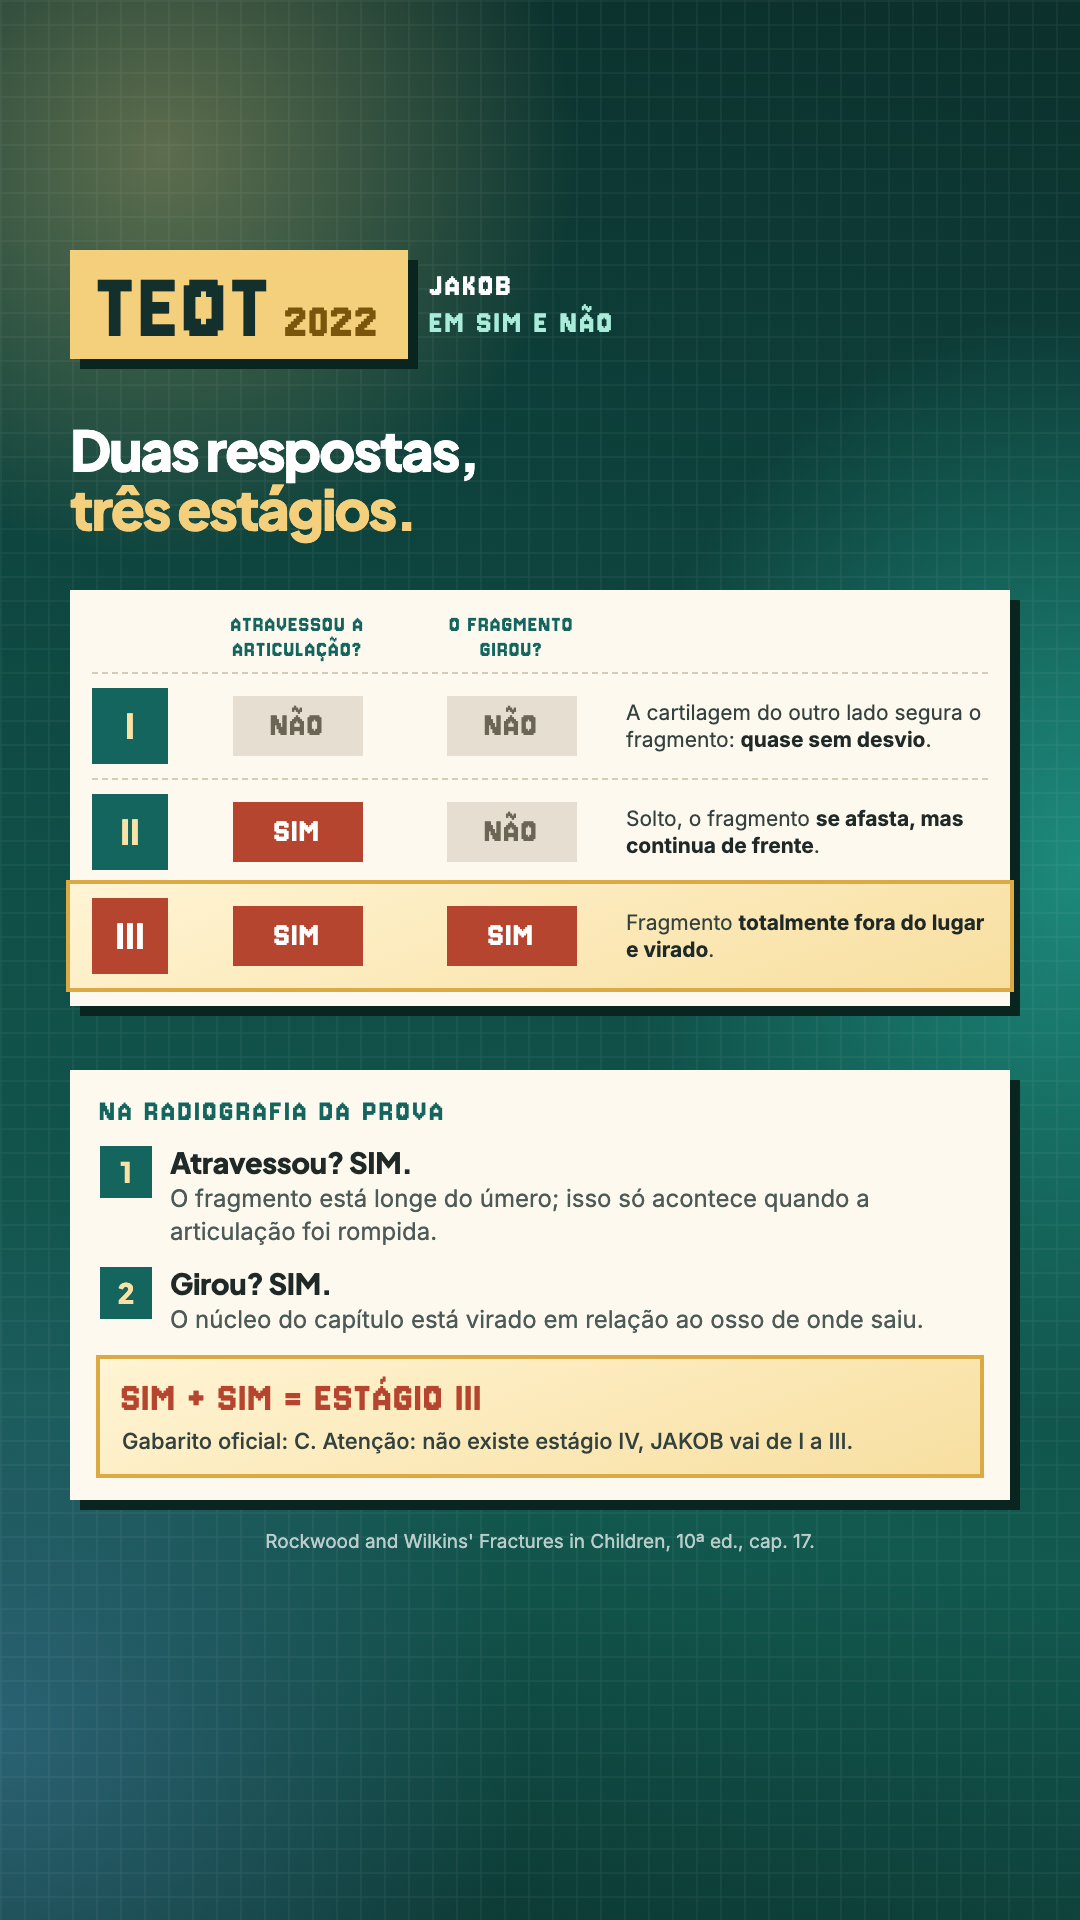 TEOT 2022
JAKOB
EM SIM E NÃO
Duas respostas,
três estágios.
ATRAVESSOU A
ARTICULAÇÃO?
O FRAGMENTO
GIROU?
I
NÃO
NÃO
A cartilagem do outro lado segura o
fragmento: quase sem desvio.
II
SIM
NÃO
Solto, o fragmento se afasta, mas
continua de frente.
III
SIM
SIM
Fragmento totalmente fora do lugar
e virado.
NA RADIOGRAFIA DA PROVA
1
Atravessou? SIM.
O fragmento está longe do úmero; isso só acontece quando a
articulação foi rompida.
2
Girou? SIM.
O núcleo do capítulo está virado em relação ao osso de onde saiu.
SIM + SIM = ESTÁGIO III
Gabarito oficial: C. Atenção: não existe estágio IV, JAKOB vai de I a III.
Rockwood and Wilkins' Fractures in Children, 10ª ed., cap. 17.